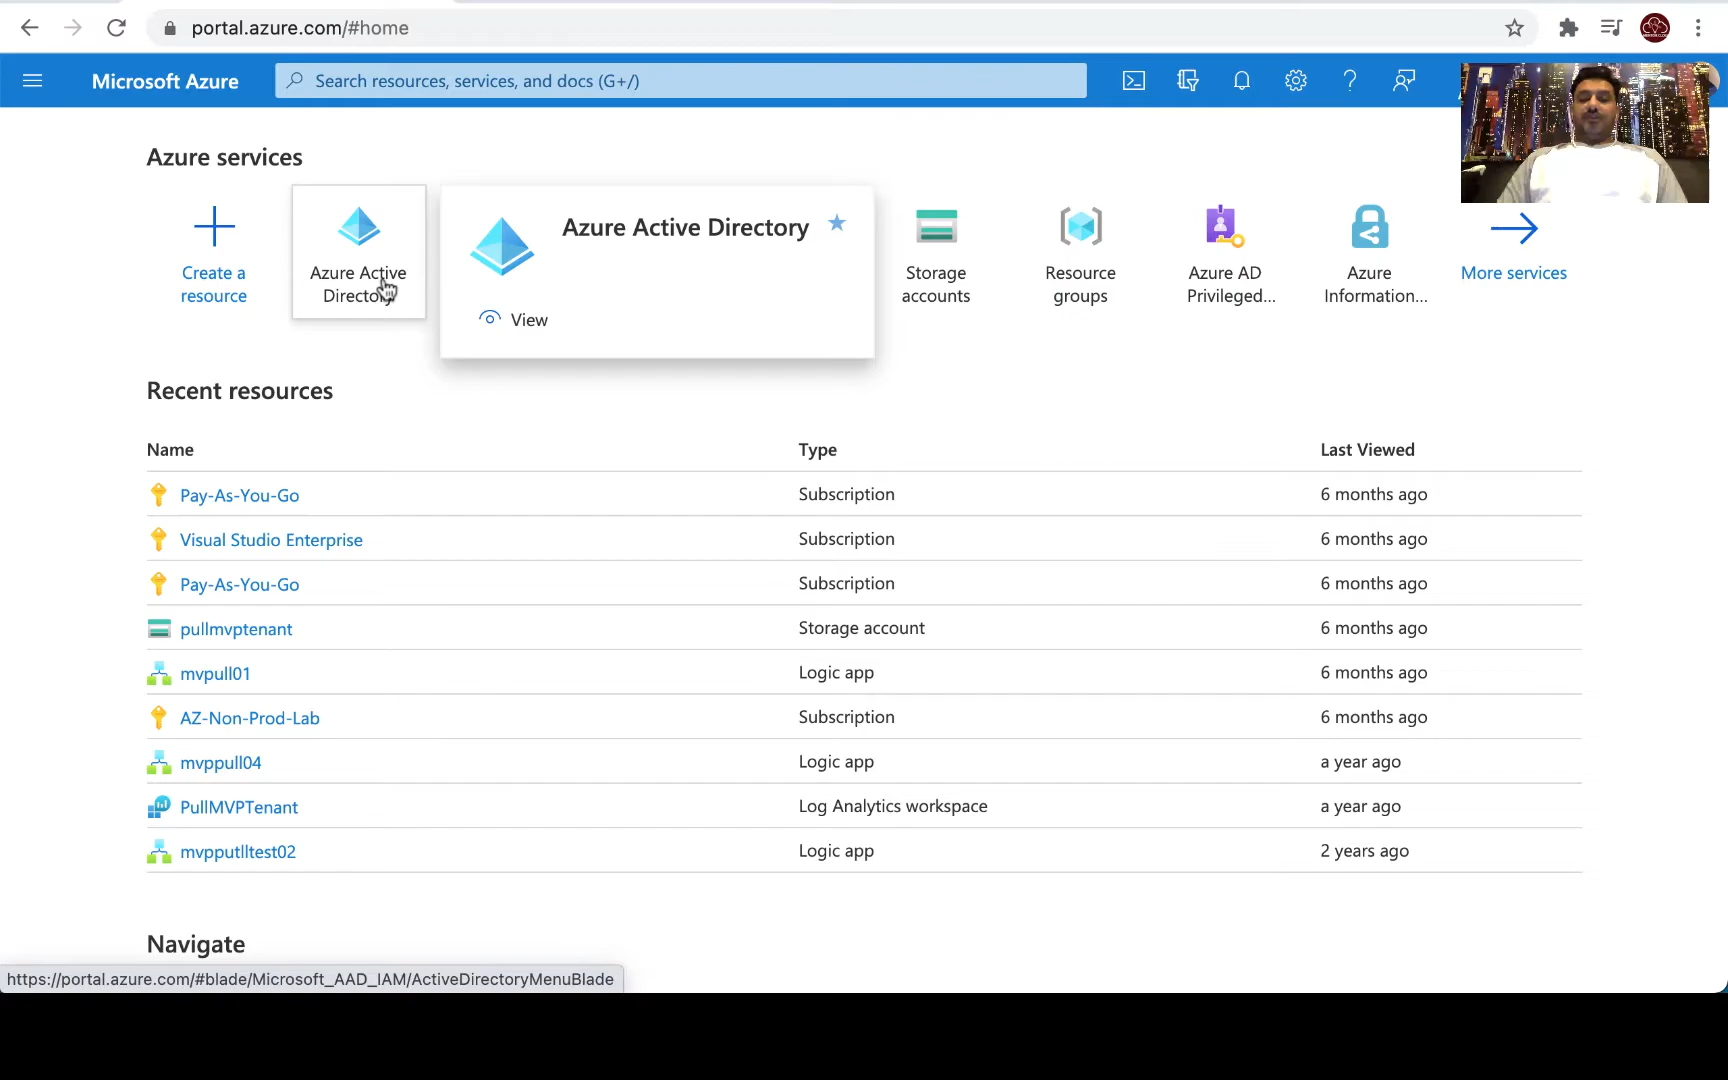 portal.azure.com/#home
Microsoft Azure
Search resources, services, and docs (G+/)
Azure services
Create a
resource
Azure Active
Directory
Azure Active Directory
View
Storage
accounts
Resource
groups
Azure AD
Privileged...
Azure
Information...
More services
Recent resources
Name Type Last Viewed
Pay-As-You-Go Subscription 6 months ago
Visual Studio Enterprise Subscription 6 months ago
Pay-As-You-Go Subscription 6 months ago
pullmvptenant Storage account 6 months ago
mvpull01 Logic app 6 months ago
AZ-Non-Prod-Lab Subscription 6 months ago
mvppull04 Logic app a year ago
PullMVPTenant Log Analytics workspace a year ago
mvpputlltest02 Logic app 2 years ago
Navigate
https://portal.azure.com/#blade/Microsoft_AAD_IAM/ActiveDirectoryMenuBlade